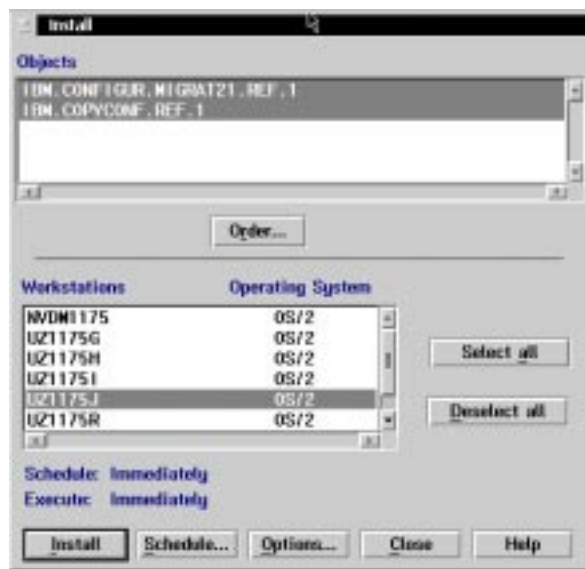 Install
Objects
IBM.CONFIGUR.MIGRAT21.REF.1
IBM.COPYCONF.REF.1
Order...
Workstations Operating System
NVDM1175 OS/2
UZ1175G OS/2
UZ1175H OS/2
UZ1175I OS/2
UZ1175J OS/2
UZ1175R OS/2
Select all
Deselect all
Schedule: Immediately
Execute: Immediately
Install Schedule... Options... Close Help